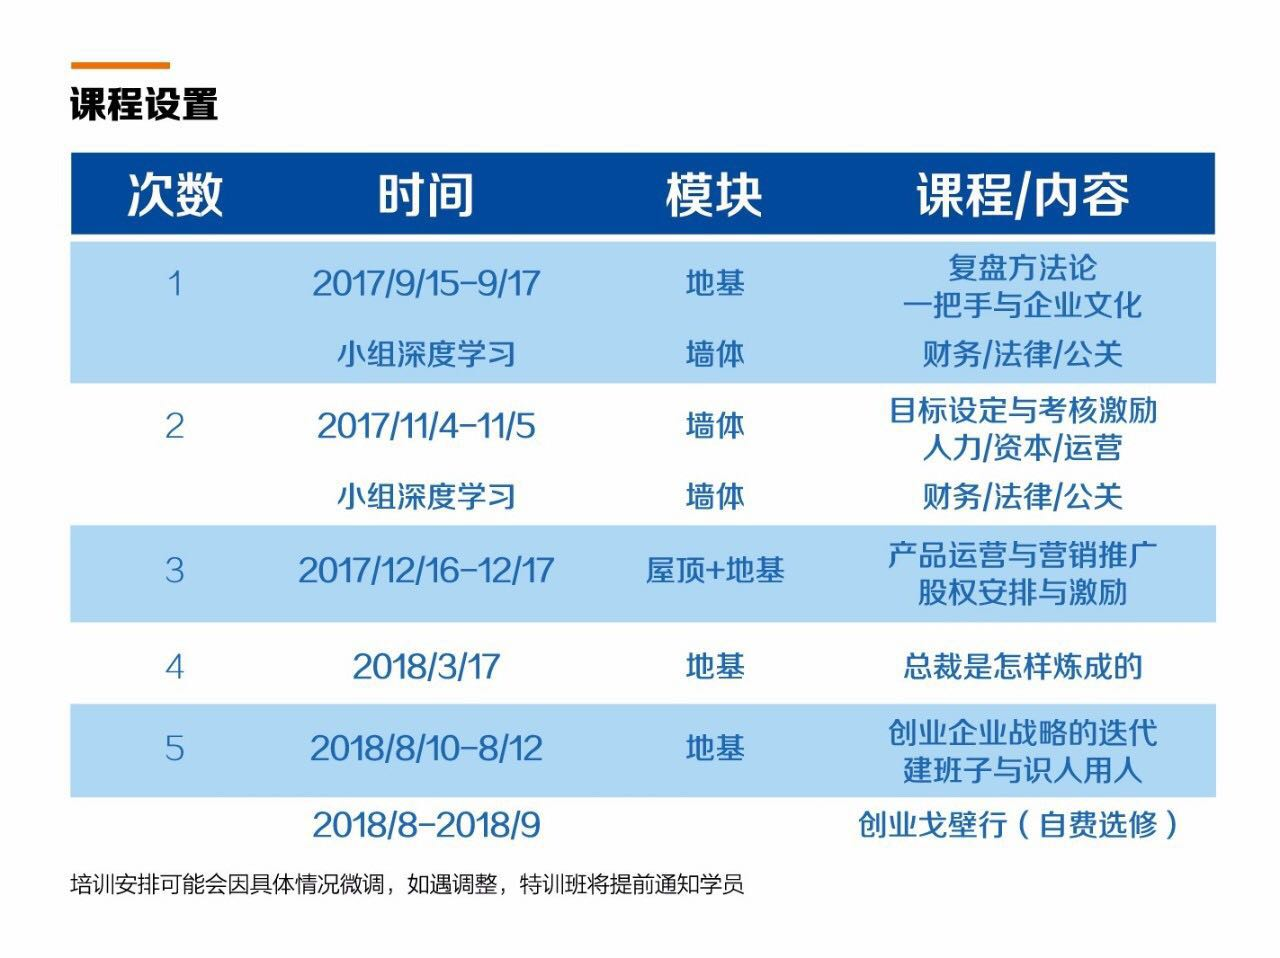 课程设置
次数 时间 模块 课程/内容
1 2017/9/15-9/17 地基 复盘方法论
一把手与企业文化
小组深度学习 墙体 财务/法律/公关
2 2017/11/4-11/5 墙体 目标设定与考核激励
人力/资本/运营
小组深度学习 墙体 财务/法律/公关
3 2017/12/16-12/17 屋顶+地基 产品运营与营销推广
股权安排与激励
4 2018/3/17 地基 总裁是怎样炼成的
5 2018/8/10-8/12 地基 创业企业战略的迭代
建班子与识人用人
2018/8-2018/9 创业戈壁行（自费选修）
培训安排可能会因具体情况微调，如遇调整，特训班将提前通知学员